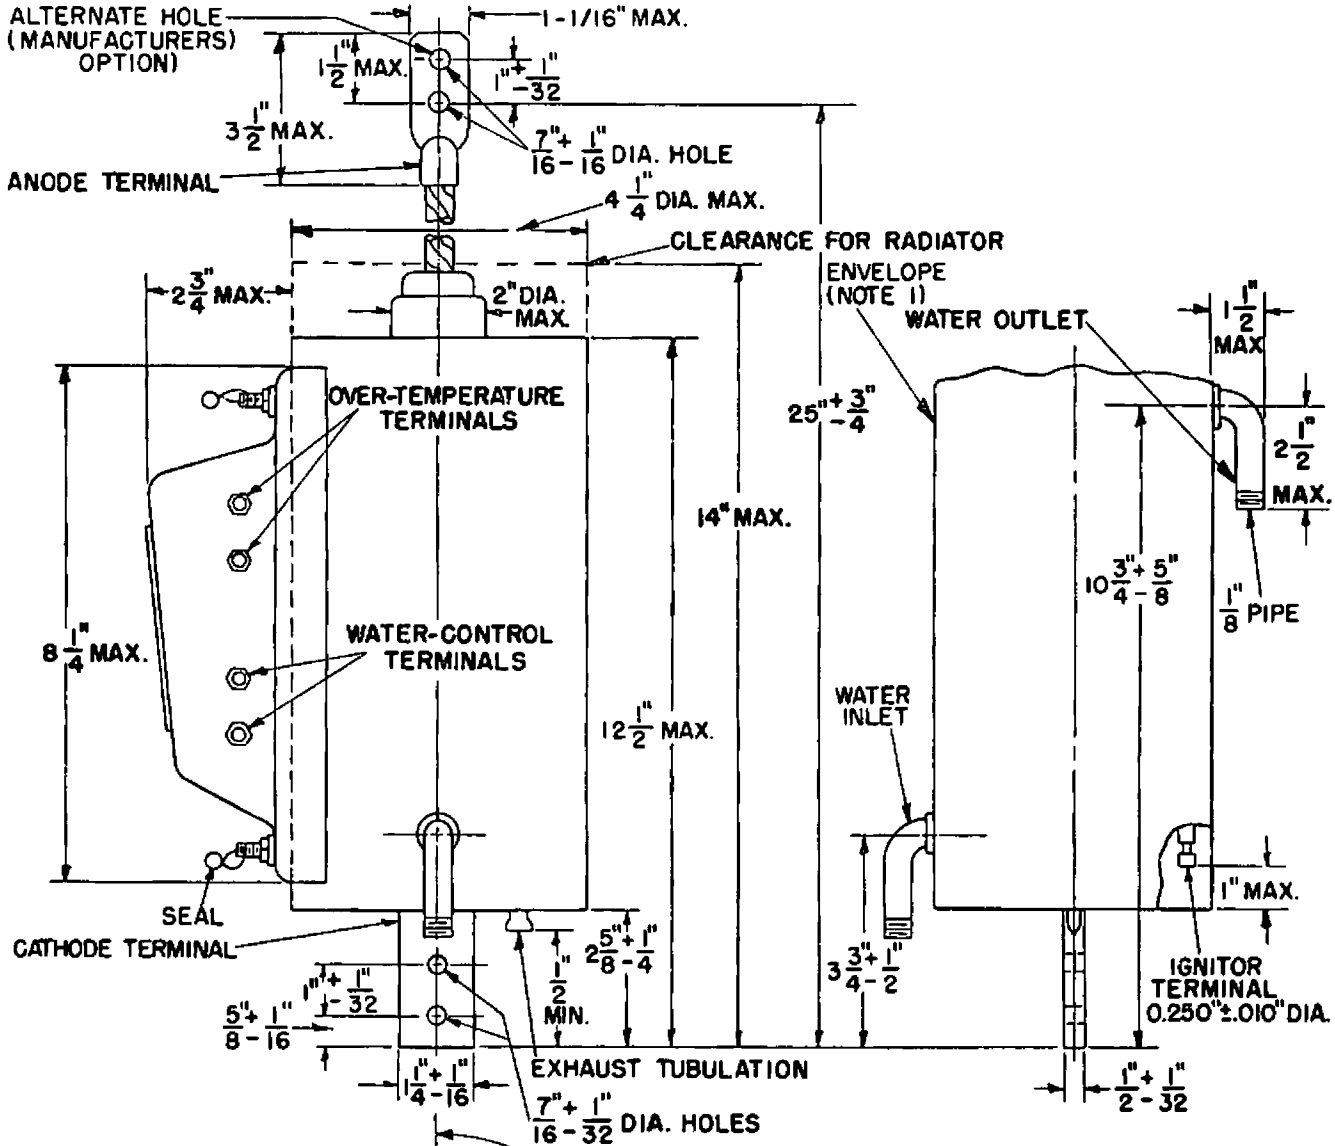 ALTERNATE HOLE
(MANUFACTURERS)
OPTION)
1-1/16" MAX.
1 1/2" MAX.
1" ± 1/32"
3 1/2" MAX.
7/16" ± 1/16" DIA. HOLE
ANODE TERMINAL
4 1/4" DIA. MAX.
CLEARANCE FOR RADIATOR
2 3/4" MAX.
2" DIA.
MAX.
ENVELOPE
(NOTE 1)
WATER OUTLET
1 1/2"
MAX
OVER-TEMPERATURE
TERMINALS
25" ± 3/4"
2 1/2"
MAX.
14" MAX.
10 3/4" ± 5/8"
1/8" PIPE
8 1/4" MAX.
WATER-CONTROL
TERMINALS
12 1/2" MAX.
WATER
INLET
SEAL
1" MAX.
CATHODE TERMINAL
2 5/8" ± 1/4"
3 3/4" ± 1/2"
1" ± 1/32"
1/2"
MIN.
IGNITOR
TERMINAL
0.250"±.010" DIA.
5/8" ± 1/16"
EXHAUST TUBULATION
1 1/4" ± 1/16"
7/16" ± 1/32" DIA. HOLES
1/2" ± 1/32"